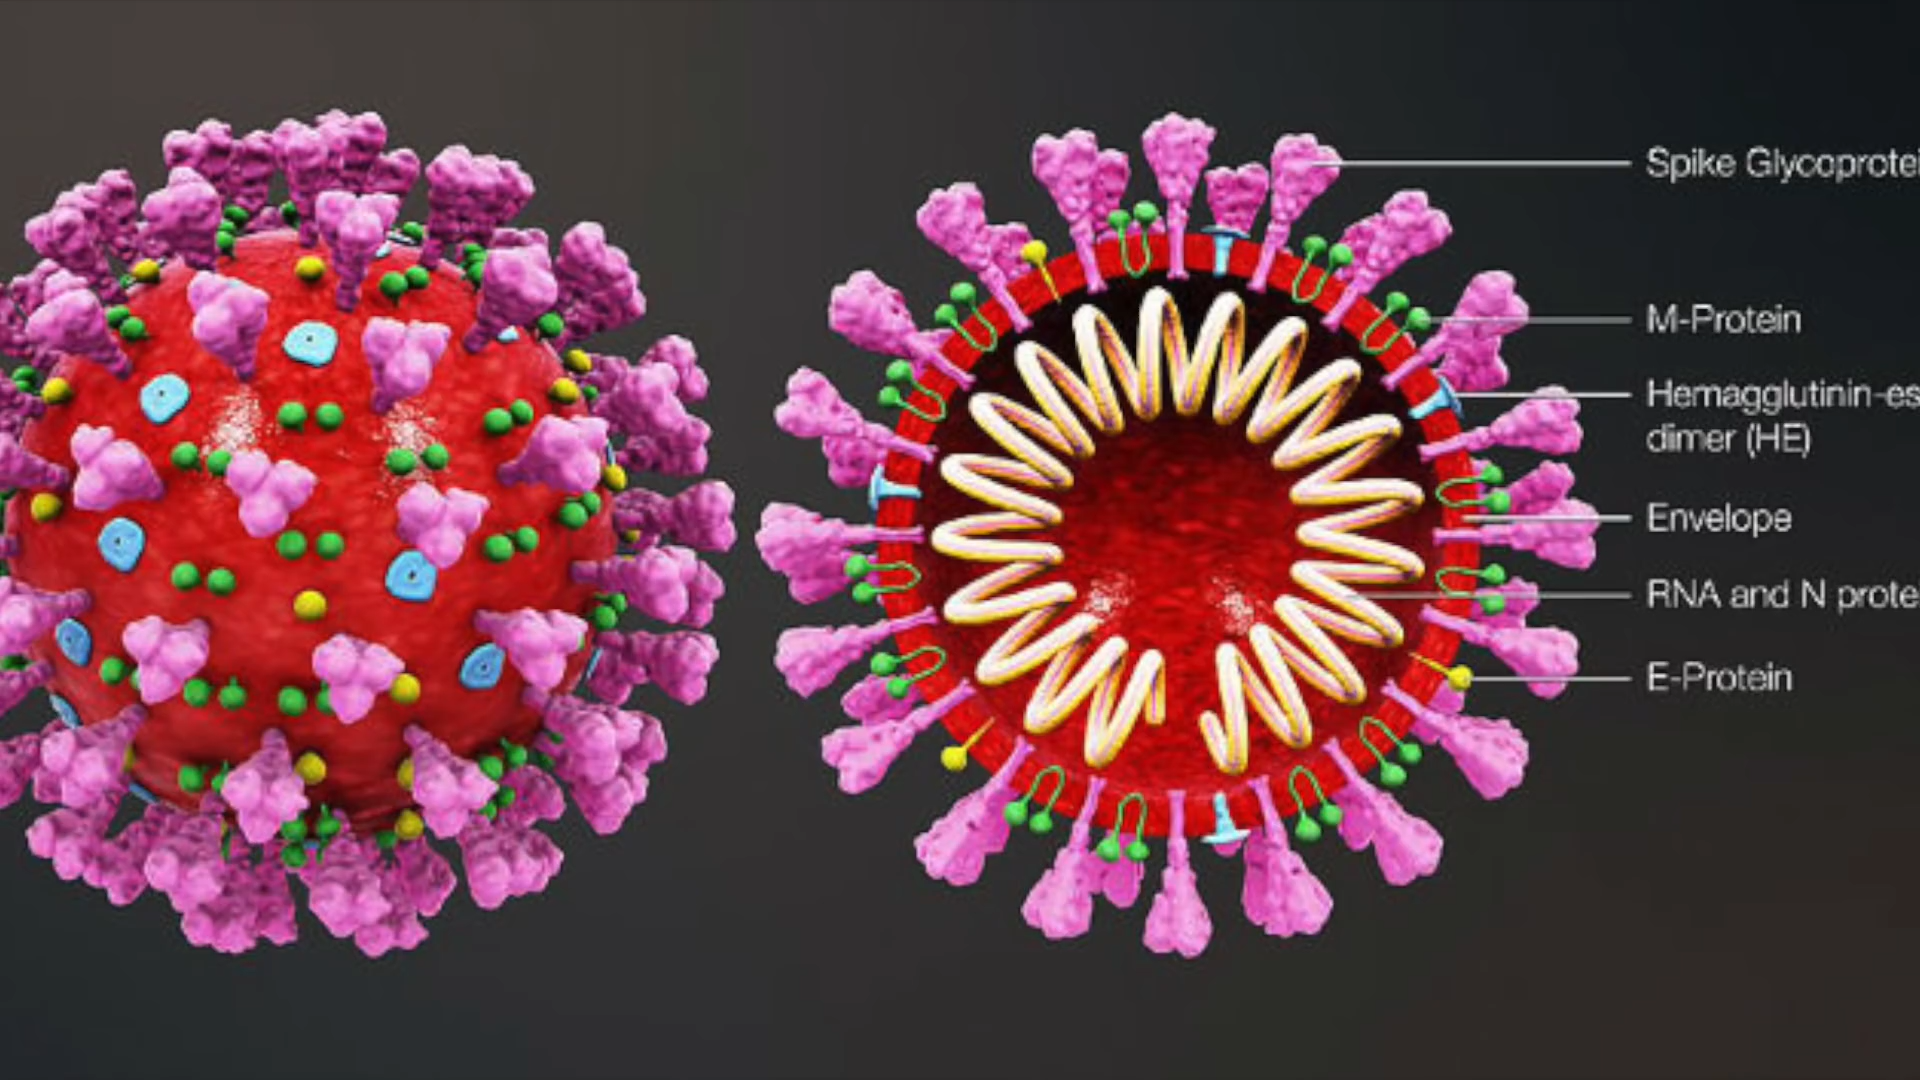 Spike Glycoprotei
M-Protein
Hemagglutinin-es
dimer (HE)
Envelope
RNA and N prote
E-Protein